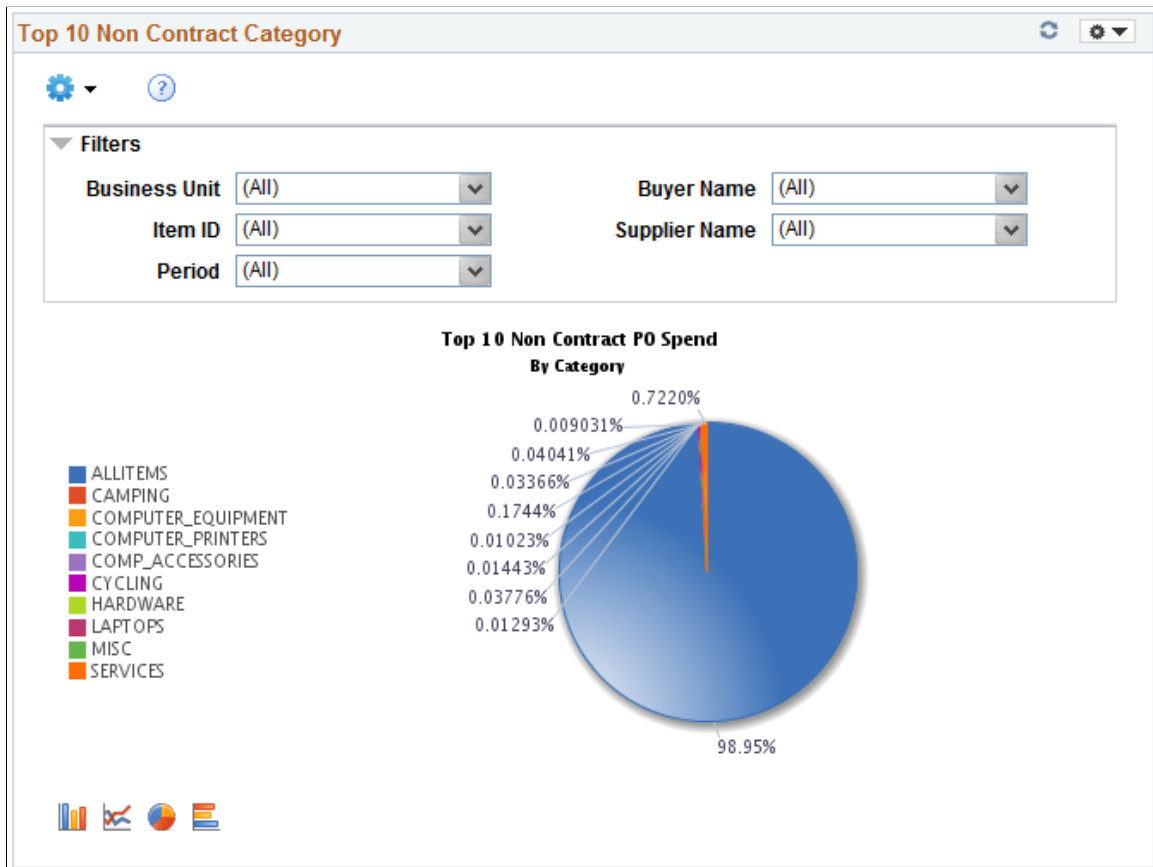 Top 10 Non Contract Category
?
Filters
Business Unit (All) Buyer Name (All)
Item ID (All) Supplier Name (All)
Period (All)
Top 10 Non Contract PO Spend
By Category
0.7220%
0.009031%
0.04041%
0.03366%
0.1744%
0.01023%
0.01443%
0.03776%
0.01293%
98.95%
ALLITEMS
CAMPING
COMPUTER_EQUIPMENT
COMPUTER_PRINTERS
COMP_ACCESSORIES
CYCLING
HARDWARE
LAPTOPS
MISC
SERVICES